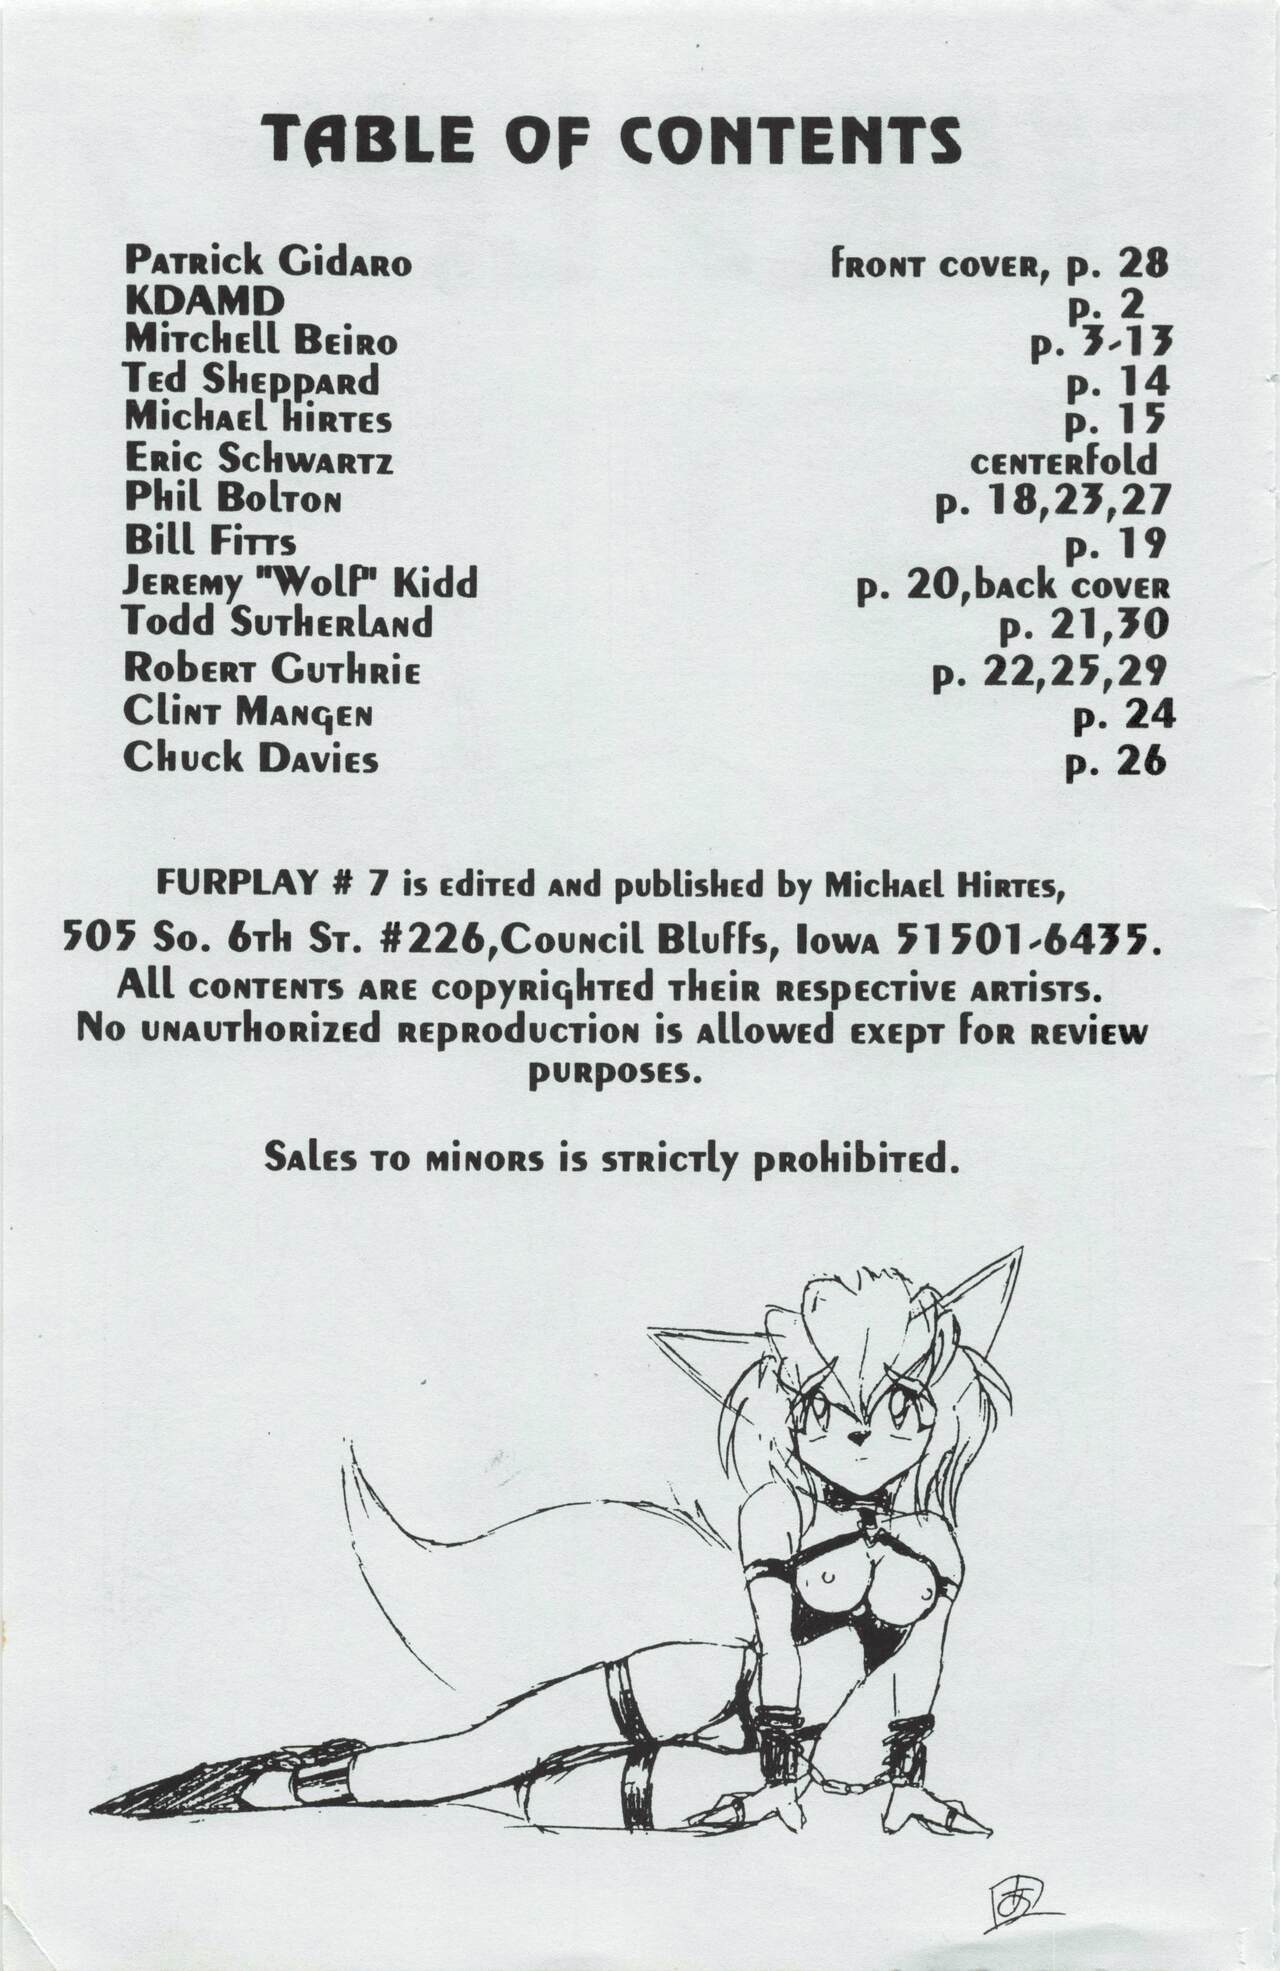 TABLE OF CONTENTS
Patrick Gidaro front cover, p. 28
KDAMD p. 2
Mitchell Beiro p. 3-13
Ted Sheppard p. 14
Michael Hirtes p. 15
Eric Schwartz centerfold
Phil Bolton p. 18,23,27
Bill Fitts p. 19
Jeremy "Wolf" Kidd p. 20,back cover
Todd Sutherland p. 21,30
Robert Guthrie p. 22,25,29
Clint Mangen p. 24
Chuck Davies p. 26
FURPLAY # 7 is edited and published by Michael Hirtes,
505 So. 6th St. #226,Council Bluffs, Iowa 51501-6435.
All contents are copyrighted their respective artists.
No unauthorized reproduction is allowed exept for review
purposes.
Sales to minors is strictly prohibited.